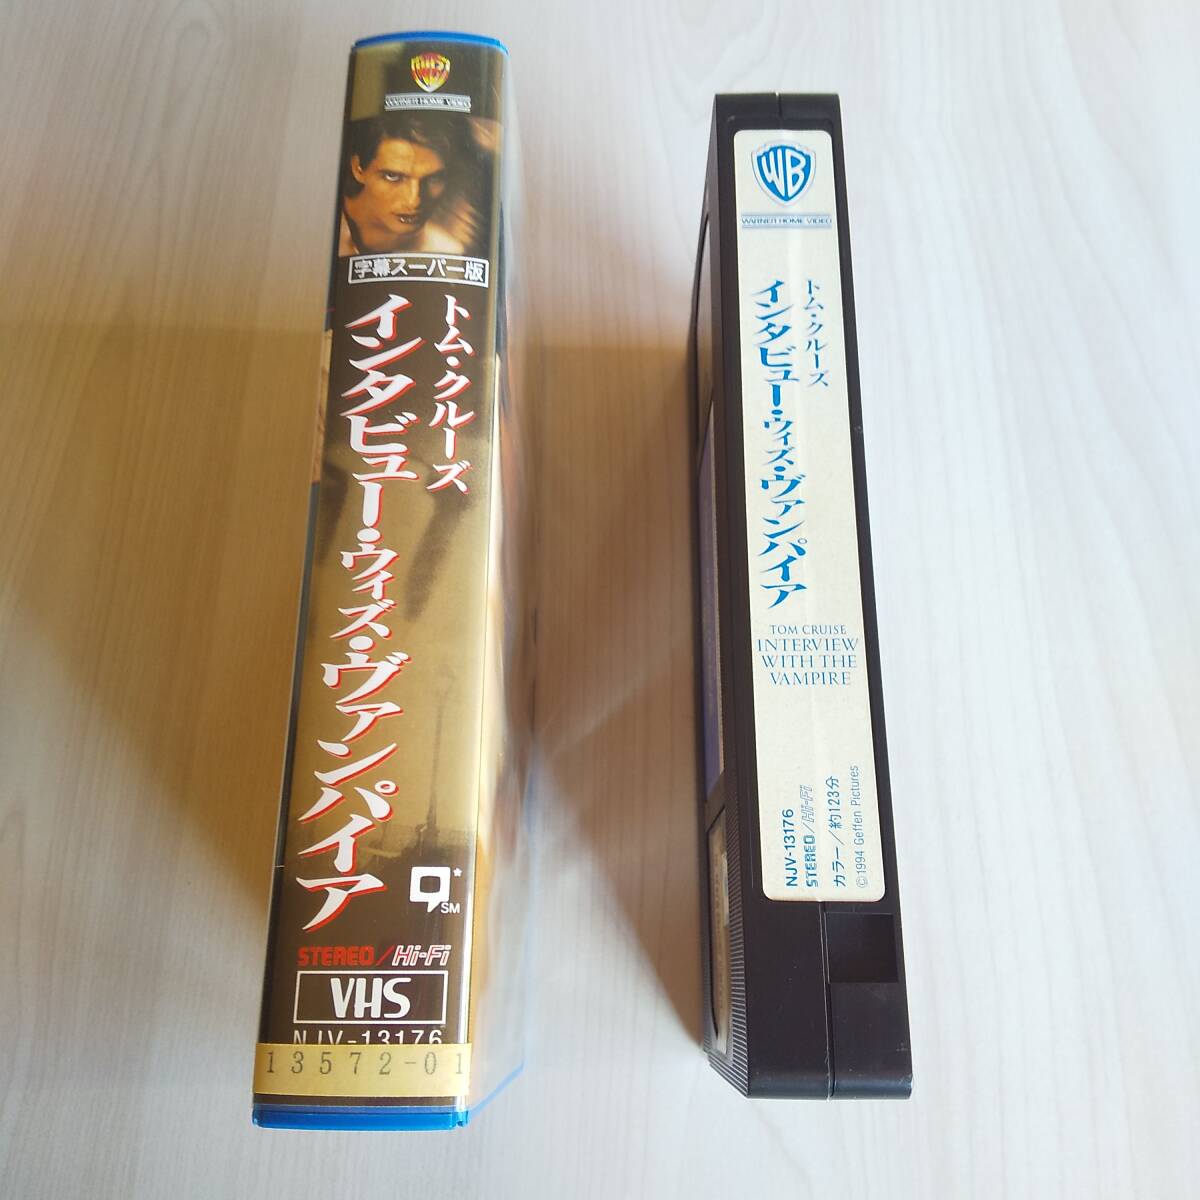 WARNER HOME VIDEO
字幕スーパー版
トム・クルーズ
インタビュー・ウィズ・ヴァンパイア
SM
STEREO/Hi-Fi
VHS
NJV-13176
13572-01
WB
WARNER HOME VIDEO
トム・クルーズ
インタビュー・ウィズ・ヴァンパイア
TOM CRUISE
INTERVIEW
WITH THE
VAMPIRE
NJV-13176
STEREO/Hi-Fi
カラー/約123分
©1994 Geffen Pictures